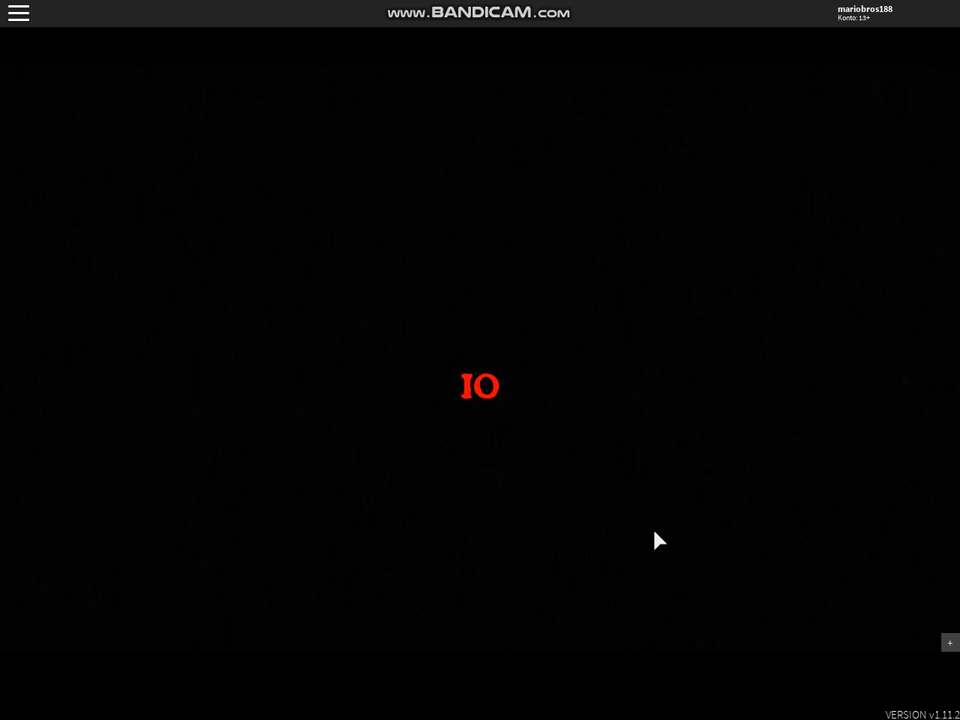 www.BANDICAM.com
mariobros188
Konto: 13+
IO
+
VERSION v1.11.2